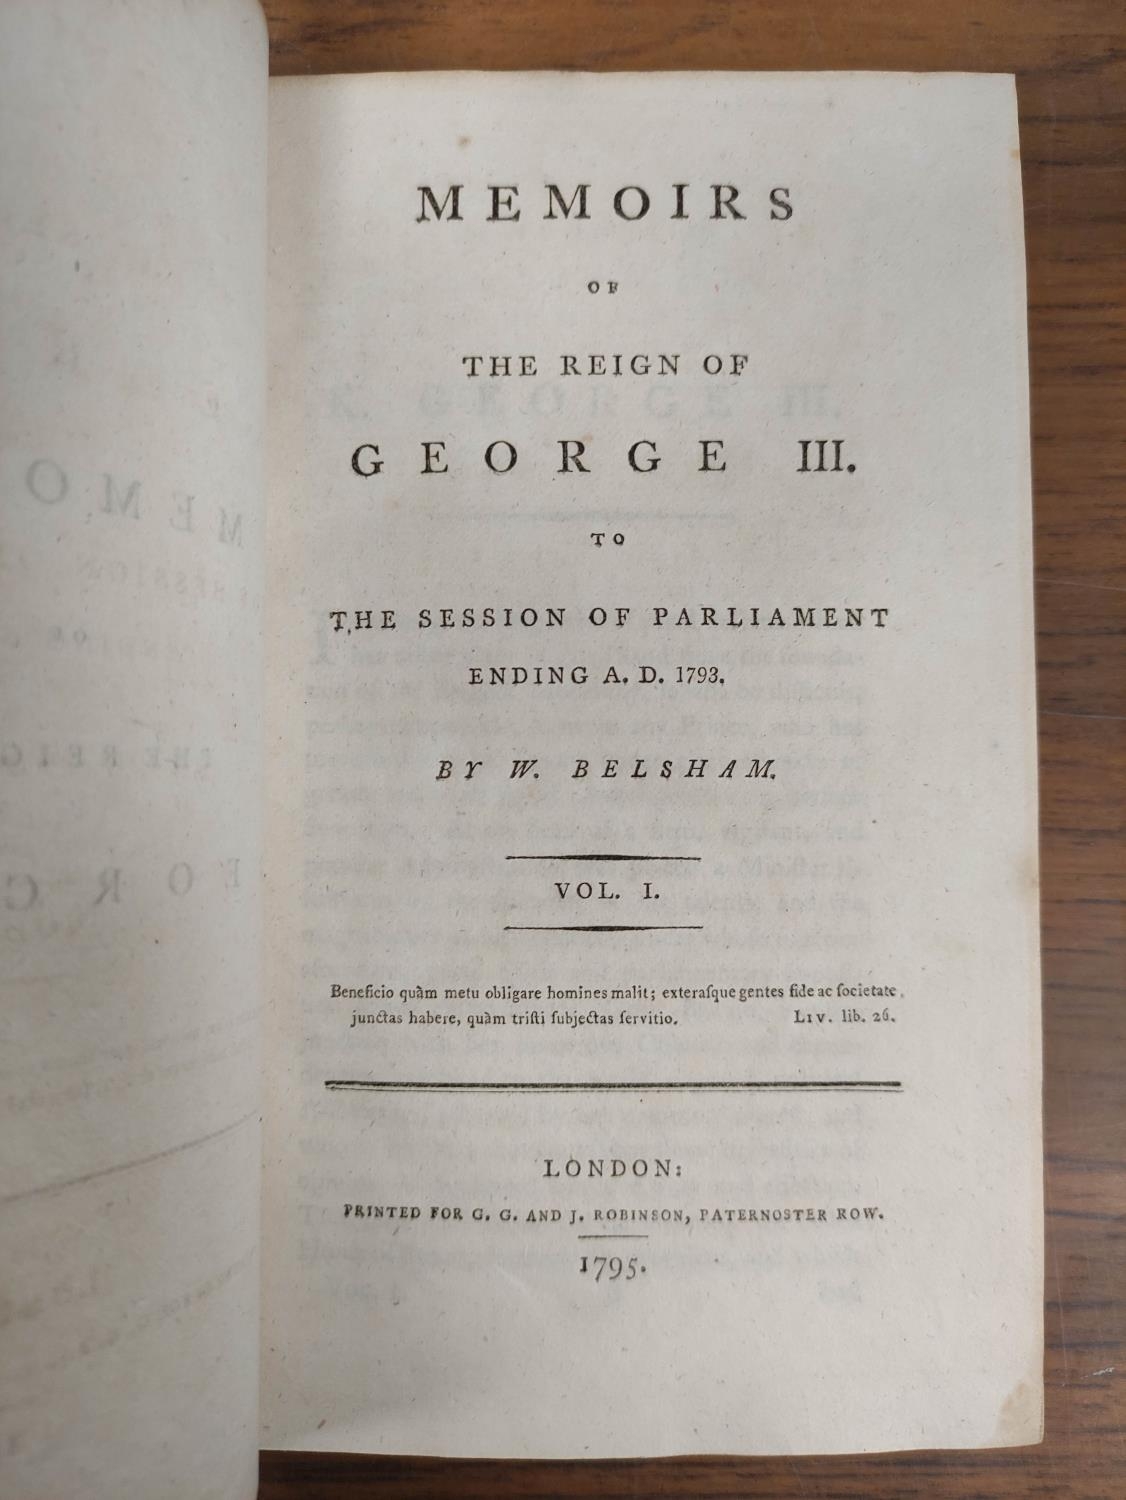 MEMOIRS
OF
THE REIGN OF
GEORGE III.
TO
THE SESSION OF PARLIAMENT
ENDING A. D. 1793.
BY W. BELSHAM.
VOL. I.
Beneficio quàm metu obligare homines malit; exteraſque gentes fide ac ſocietate
junctas habere, quàm triſti ſubjectas ſervitio. LIV. lib. 26.
LONDON:
PRINTED FOR G. G. AND J. ROBINSON, PATERNOSTER ROW.
1795.